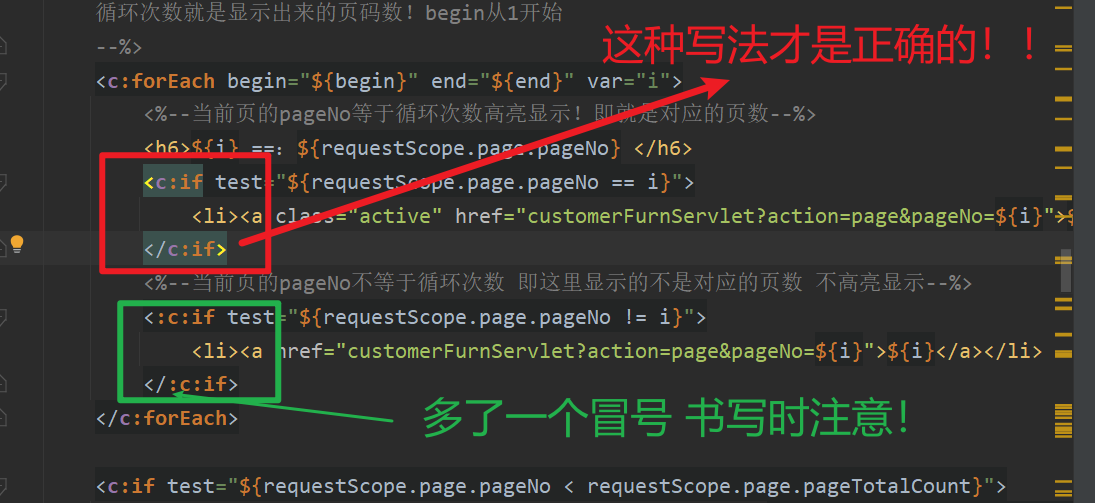 循环次数就是显示出来的页码数！begin从1开始
--%>
这种写法才是正确的！！
<c:forEach begin="${begin}" end="${end}" var="i">
<%--当前页的pageNo等于循环次数高亮显示！即就是对应的页数--%>
<h6>${i} ==：${requestScope.page.pageNo} </h6>
<c:if test="${requestScope.page.pageNo == i}">
<li><a class="active" href="customerFurnServlet?action=page&pageNo=${i}">$
</c:if>
<%--当前页的pageNo不等于循环次数 即这里显示的不是对应的页数 不高亮显示--%>
<:c:if test="${requestScope.page.pageNo != i}">
<li><a href="customerFurnServlet?action=page&pageNo=${i}">${i}</a></li>
</:c:if>
多了一个冒号 书写时注意！
</c:forEach>
<c:if test="${requestScope.page.pageNo < requestScope.page.pageTotalCount}">